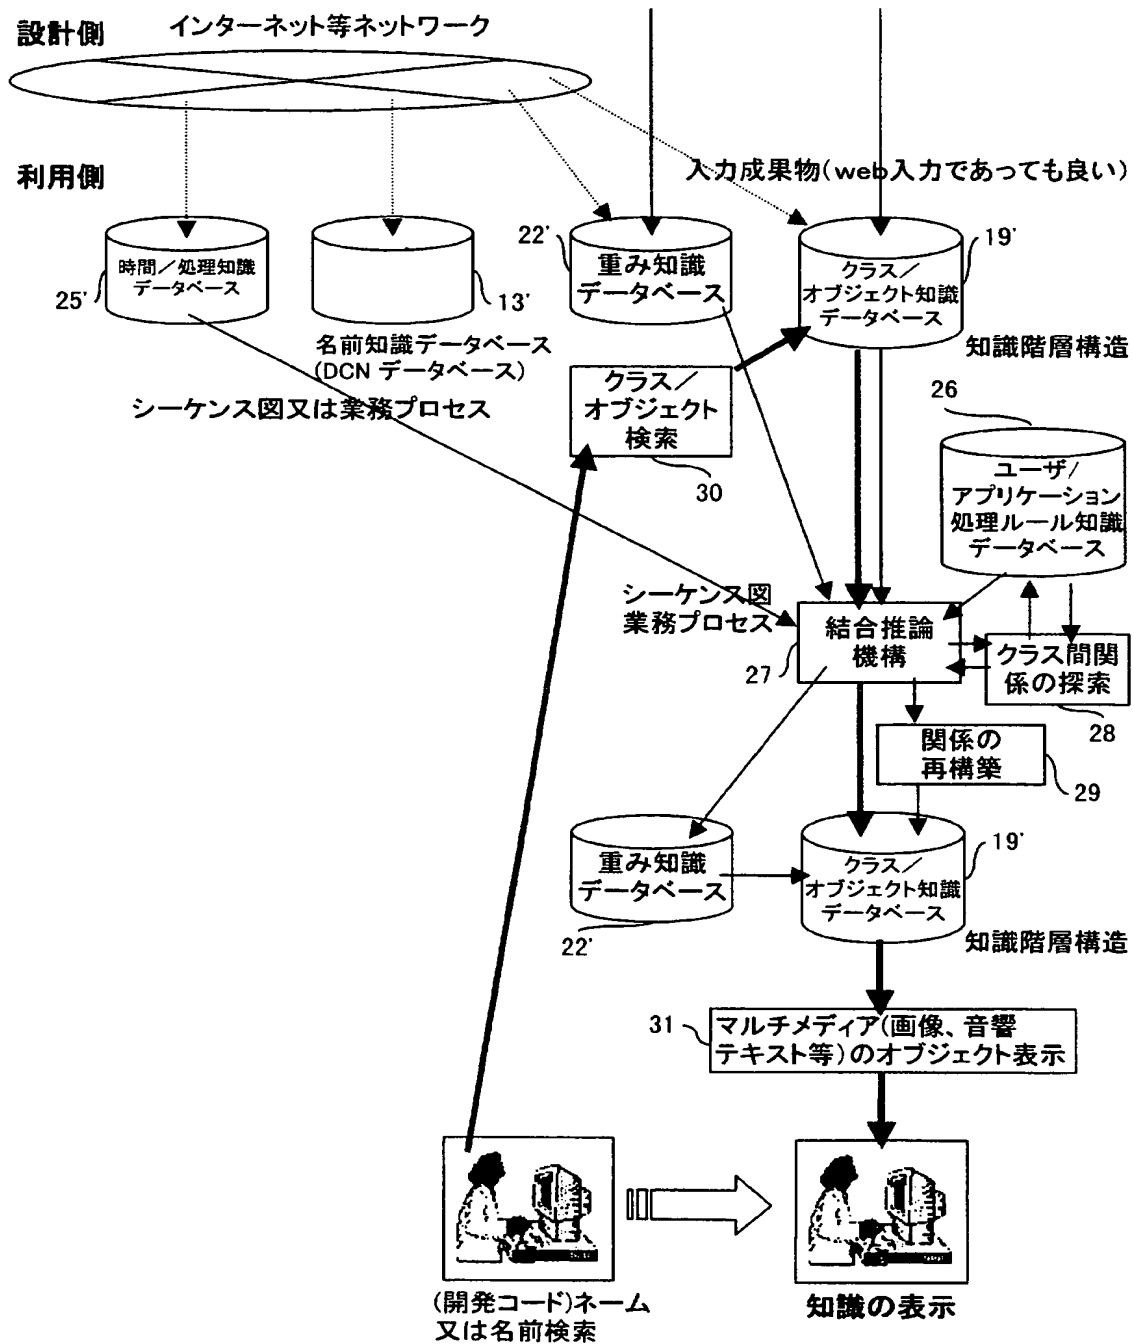 設計側
インターネット等ネットワーク
利用側
入力成果物(web入力であっても良い)
時間／処理知識
データベース
25'
13'
名前知識データベース
(DCN データベース)
22'
重み知識
データベース
19'
クラス／
オブジェクト知識
データベース
知識階層構造
シーケンス図又は業務プロセス
クラス／
オブジェクト
検索
30
26
ユーザ/
アプリケーション
処理ルール知識
データベース
シーケンス図
業務プロセス
結合推論
機構
27
クラス間関
係の探索
28
関係の
再構築
29
重み知識
データベース
22'
クラス／
オブジェクト知識
データベース
19'
知識階層構造
31
マルチメディア(画像、音響
テキスト等)のオブジェクト表示
(開発コード)ネーム
又は名前検索
知識の表示